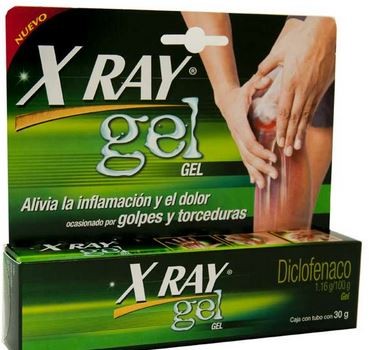 NUEVO
X RAY®
gel
GEL
Alivia la inflamación y el dolor
ocasionado por golpes y torceduras
X RAY®
gel
GEL
Diclofenaco
1.16 g/100 g
Gel
Caja con tubo con 30 g